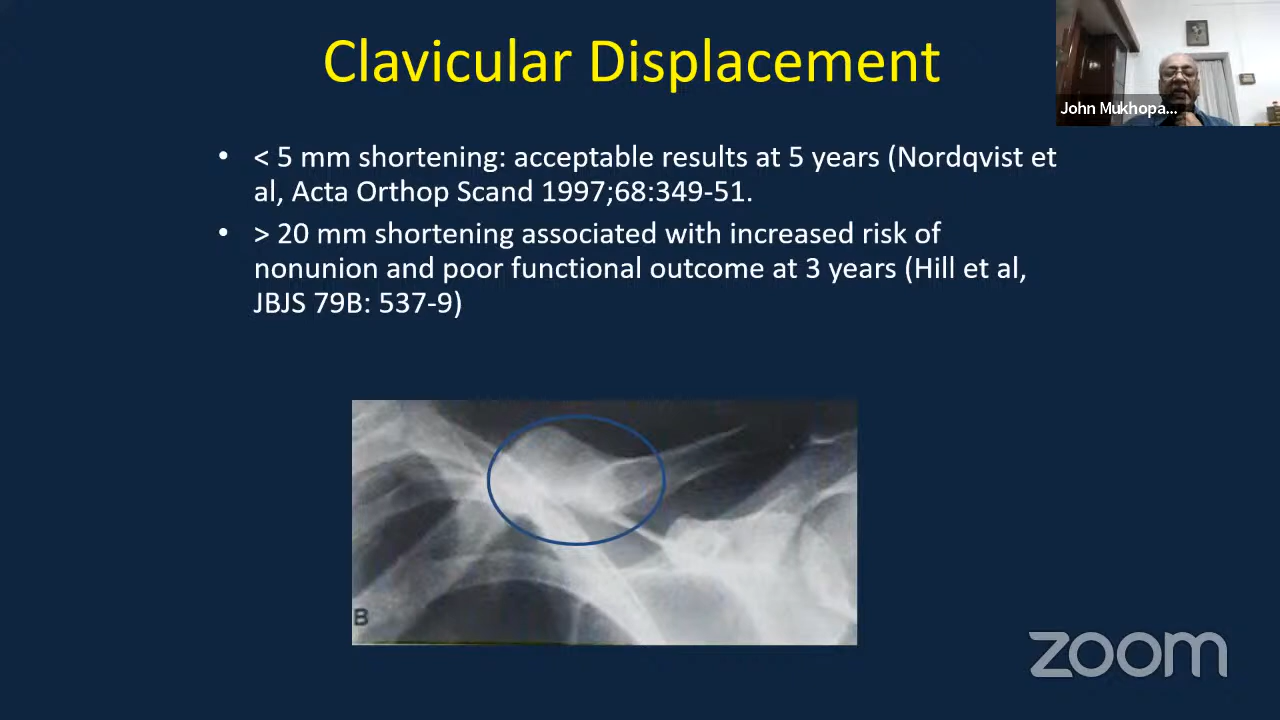 Clavicular Displacement
John Mukhopa...
• < 5 mm shortening: acceptable results at 5 years (Nordqvist et
al, Acta Orthop Scand 1997;68:349-51.
• > 20 mm shortening associated with increased risk of
nonunion and poor functional outcome at 3 years (Hill et al,
JBJS 79B: 537-9)
B
zoom